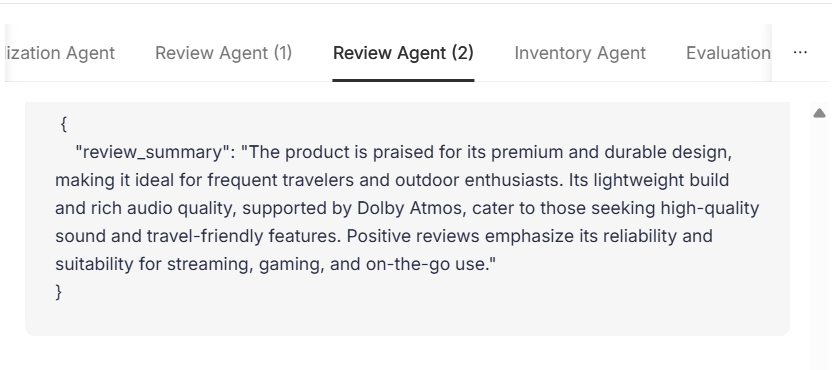 ization Agent Review Agent (1) Review Agent (2) Inventory Agent Evaluation ...
{
"review_summary": "The product is praised for its premium and durable design,
making it ideal for frequent travelers and outdoor enthusiasts. Its lightweight build
and rich audio quality, supported by Dolby Atmos, cater to those seeking high-quality
sound and travel-friendly features. Positive reviews emphasize its reliability and
suitability for streaming, gaming, and on-the-go use."
}